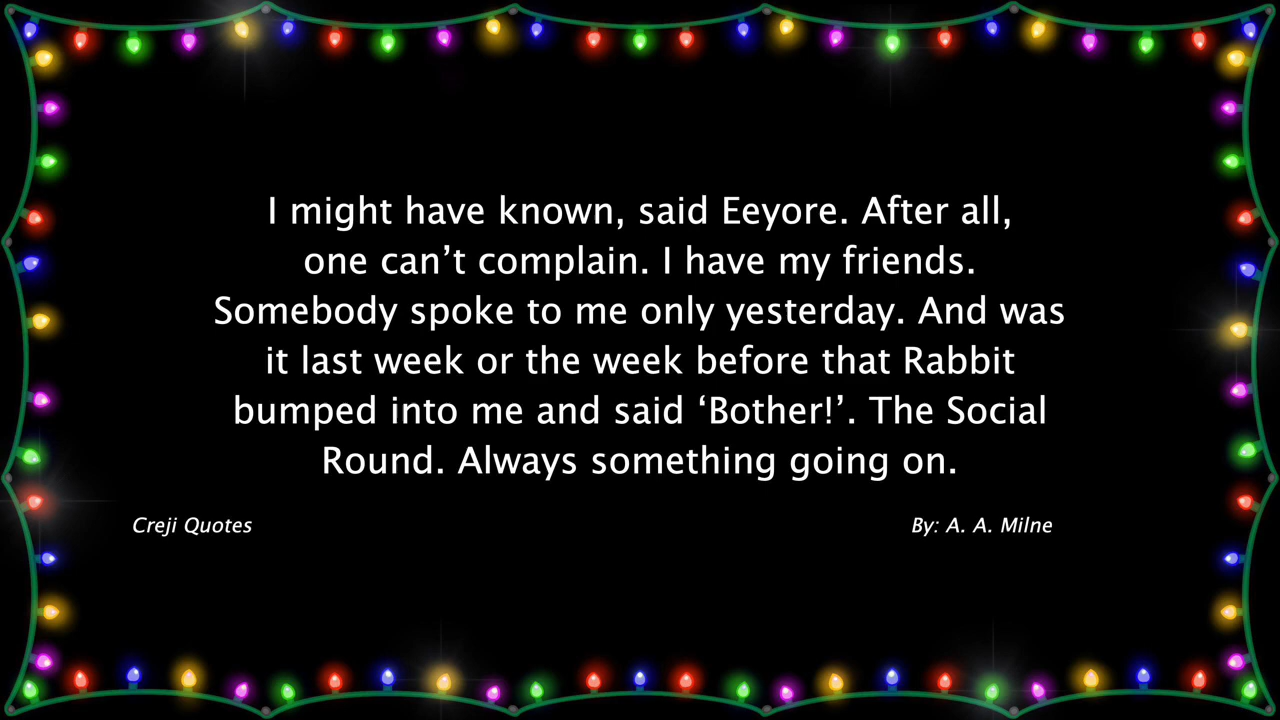 I might have known, said Eeyore. After all,
one can’t complain. I have my friends.
Somebody spoke to me only yesterday. And was
it last week or the week before that Rabbit
bumped into me and said ‘Bother!’. The Social
Round. Always something going on.
Creji Quotes
By: A. A. Milne